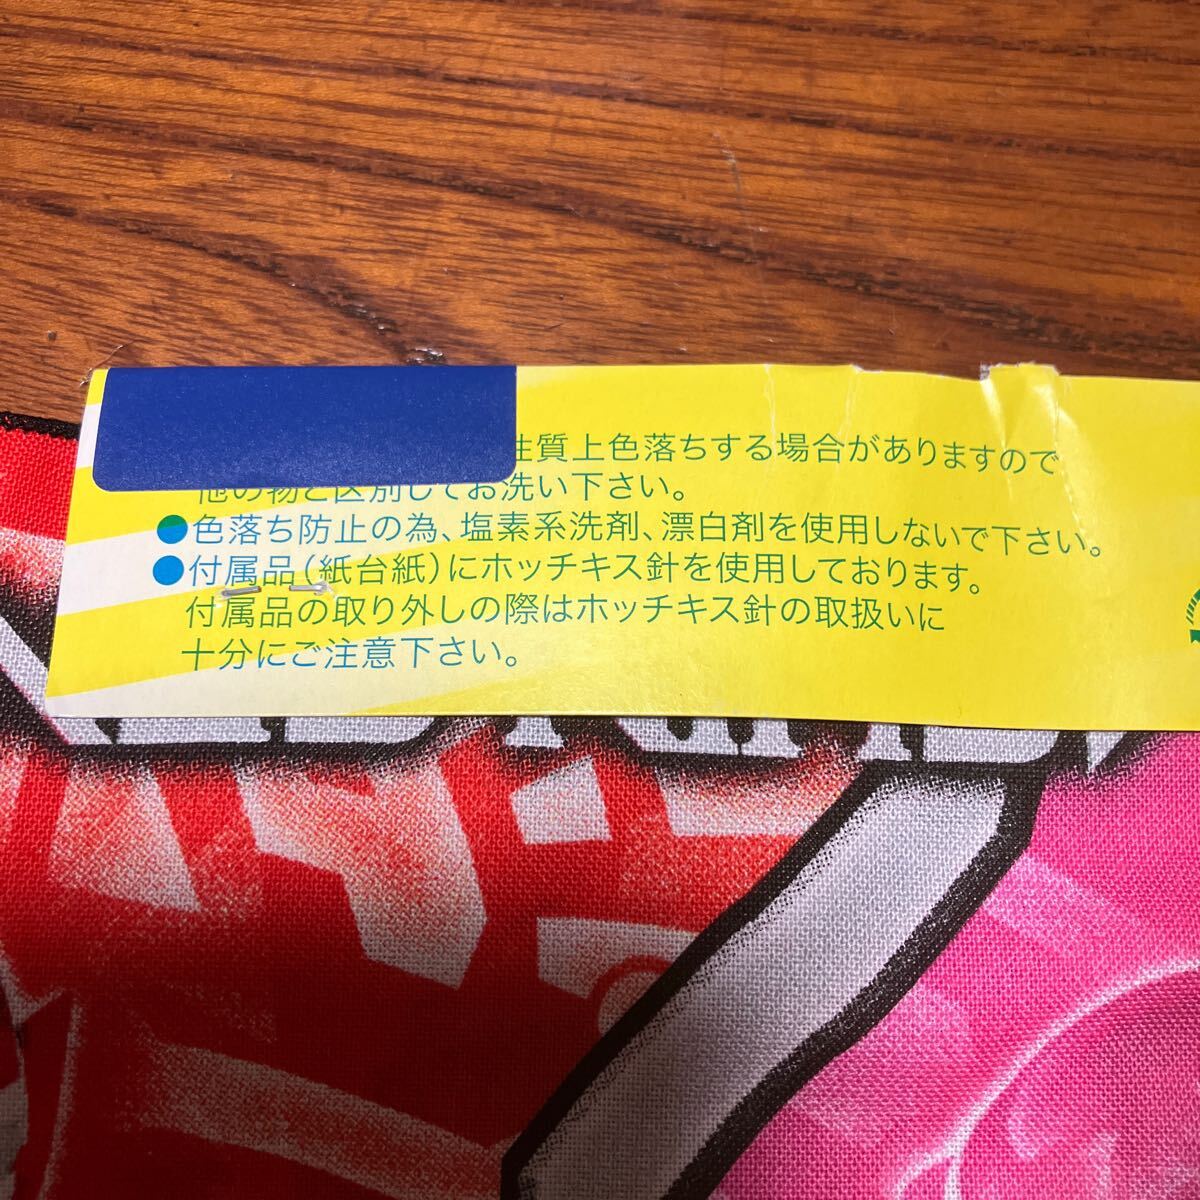 性質上色落ちする場合がありますので
他の物と区別してお洗い下さい。
●色落ち防止の為、塩素系洗剤、漂白剤を使用しないで下さい。
●付属品(紙台紙)にホッチキス針を使用しております。
付属品の取り外しの際はホッチキス針の取扱いに
十分にご注意下さい。